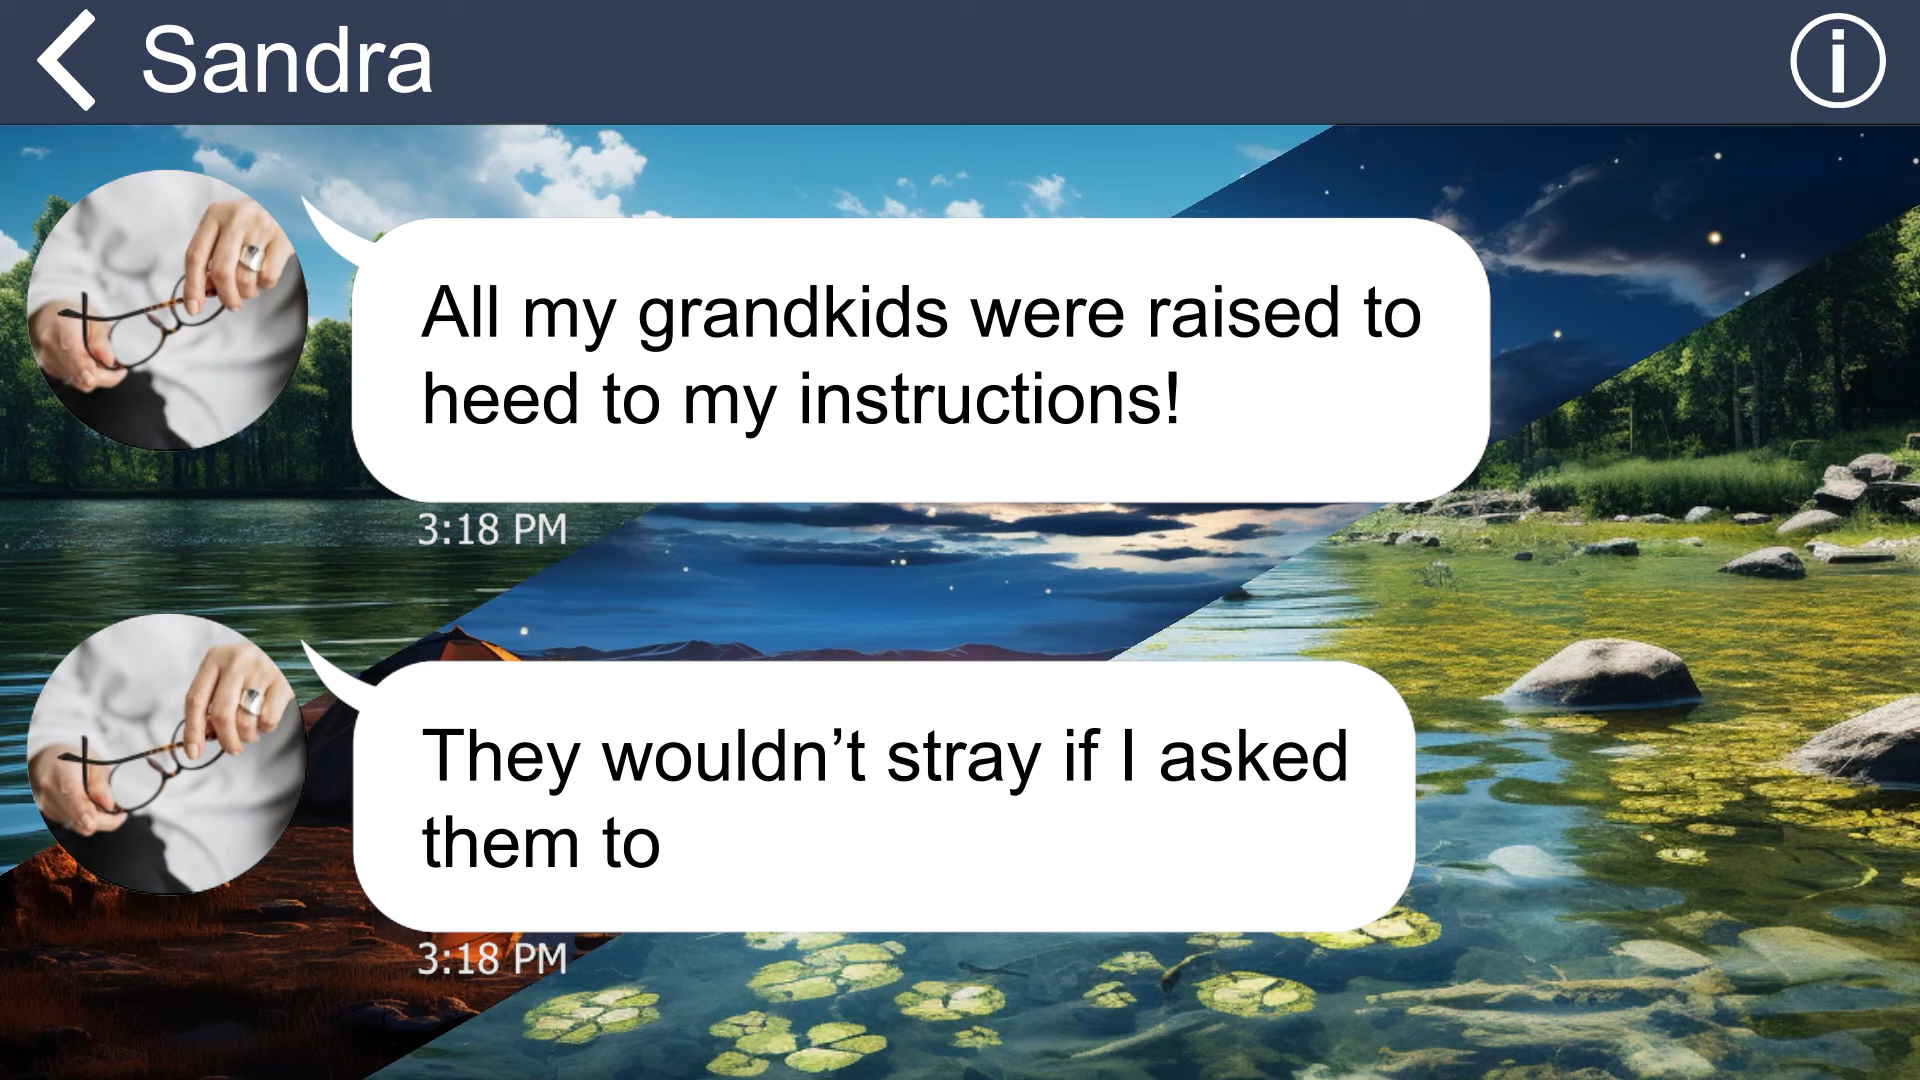 Sandra
All my grandkids were raised to
heed to my instructions!
3:18 PM
They wouldn’t stray if I asked
them to
3:18 PM